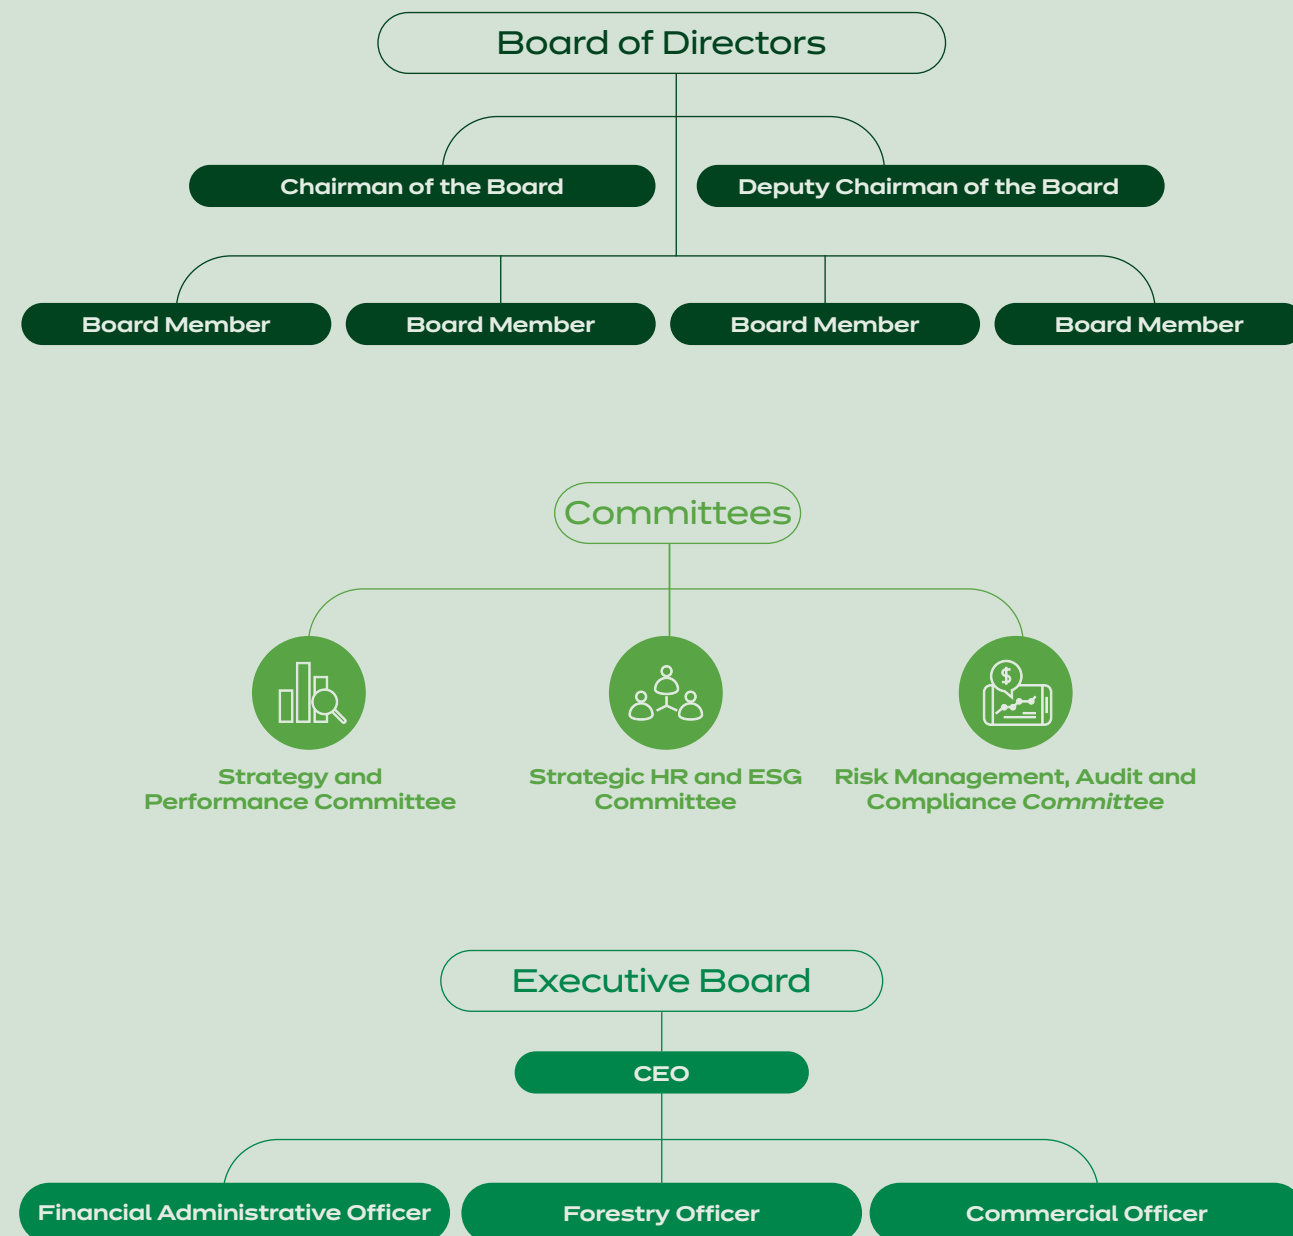 Board of Directors
Chairman of the Board
Deputy Chairman of the Board
Board Member
Board Member
Board Member
Board Member
Committees
$
Strategy and
Performance Committee
Strategic HR and ESG
Committee
Risk Management, Audit and
Compliance Committee
Executive Board
CEO
Financial Administrative Officer
Forestry Officer
Commercial Officer